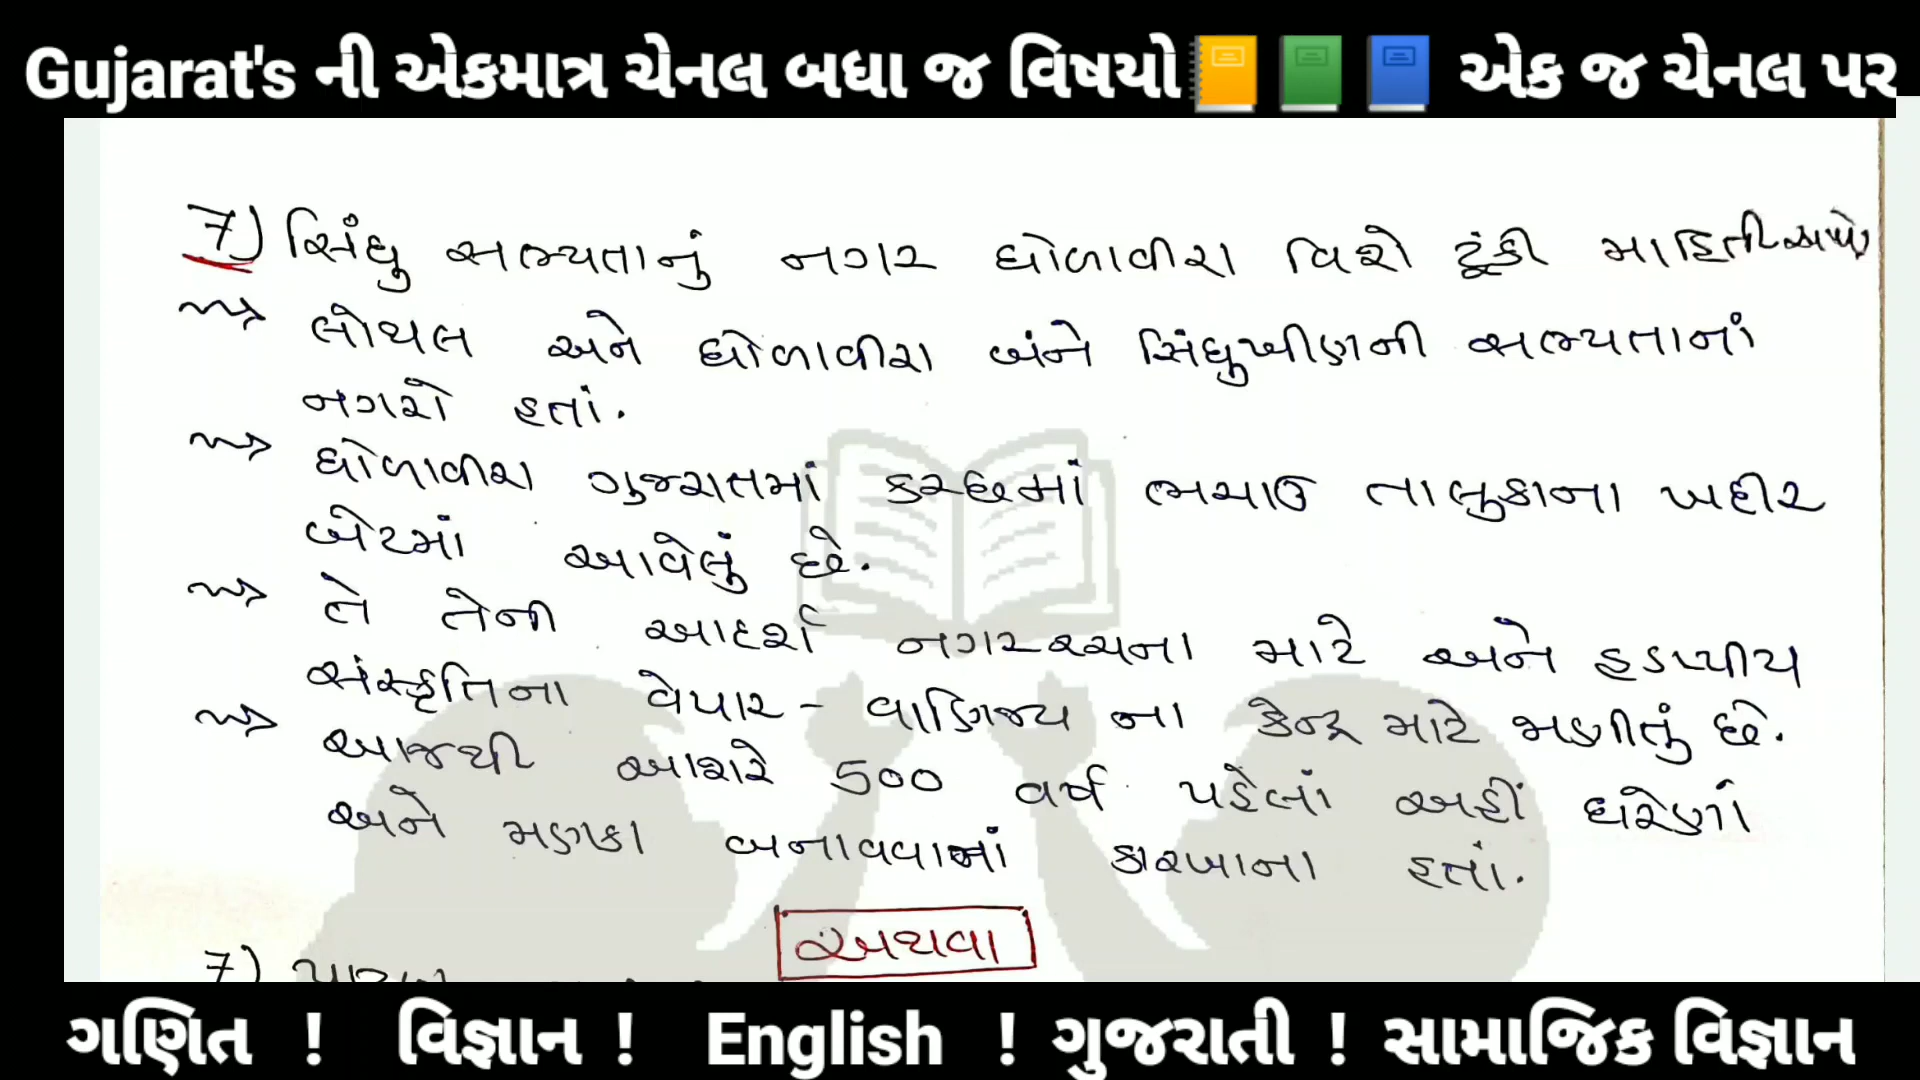 Gujarat's ની એકમાત્ર ચેનલ બધા જ વિષયો📒📗📘 એક જ ચેનલ પર
7) સિંધુ સભ્યતાનું નગર ધોળાવીરા વિશે ટૂંકી માહિતી આપો
લોથલ અને ધોળાવીરા બંને સિંધુખીણની સભ્યતાનાં
નગરો હતાં.
ધોળાવીરા ગુજરાતમાં કચ્છમાં ભચાઉ તાલુકાના ખદીર
બેટમાં આવેલું છે.
તે તેની આદર્શ નગરરચના માટે અને હડપ્પીય
સંસ્કૃતિના વેપાર - વાણિજ્ય ના કેન્દ્ર માટે જાણીતું છે.
આજથી આશરે 500 વર્ષ પહેલાં અહીં ઘરેણાં
અને મણકા બનાવવાનાં કારખાના હતાં.
અથવા
7)
ગણિત ! વિજ્ઞાન ! English ! ગુજરાતી ! સામાજિક વિજ્ઞાન